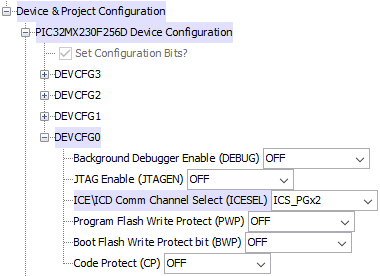 Device & Project Configuration
PIC32MX230F256D Device Configuration
Set Configuration Bits?
DEVCFG3
DEVCFG2
DEVCFG1
DEVCFG0
Background Debugger Enable (DEBUG) OFF
JTAG Enable (JTAGEN) OFF
ICE\ICD Comm Channel Select (ICESEL) ICS_PGx2
Program Flash Write Protect (PWP) OFF
Boot Flash Write Protect bit (BWP) OFF
Code Protect (CP) OFF